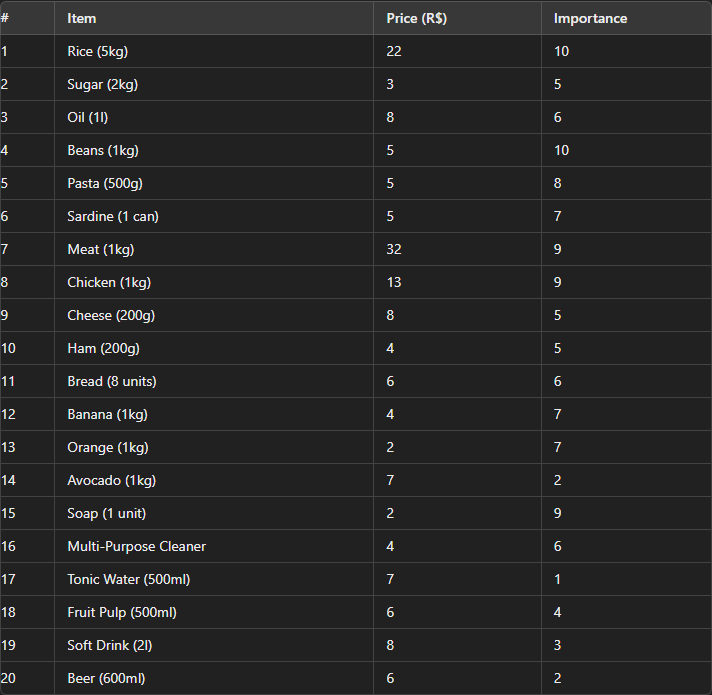 # Item Price (R$) Importance
1 Rice (5kg) 22 10
2 Sugar (2kg) 3 5
3 Oil (1l) 8 6
4 Beans (1kg) 5 10
5 Pasta (500g) 5 8
6 Sardine (1 can) 5 7
7 Meat (1kg) 32 9
8 Chicken (1kg) 13 9
9 Cheese (200g) 8 5
10 Ham (200g) 4 5
11 Bread (8 units) 6 6
12 Banana (1kg) 4 7
13 Orange (1kg) 2 7
14 Avocado (1kg) 7 2
15 Soap (1 unit) 2 9
16 Multi-Purpose Cleaner 4 6
17 Tonic Water (500ml) 7 1
18 Fruit Pulp (500ml) 6 4
19 Soft Drink (2l) 8 3
20 Beer (600ml) 6 2